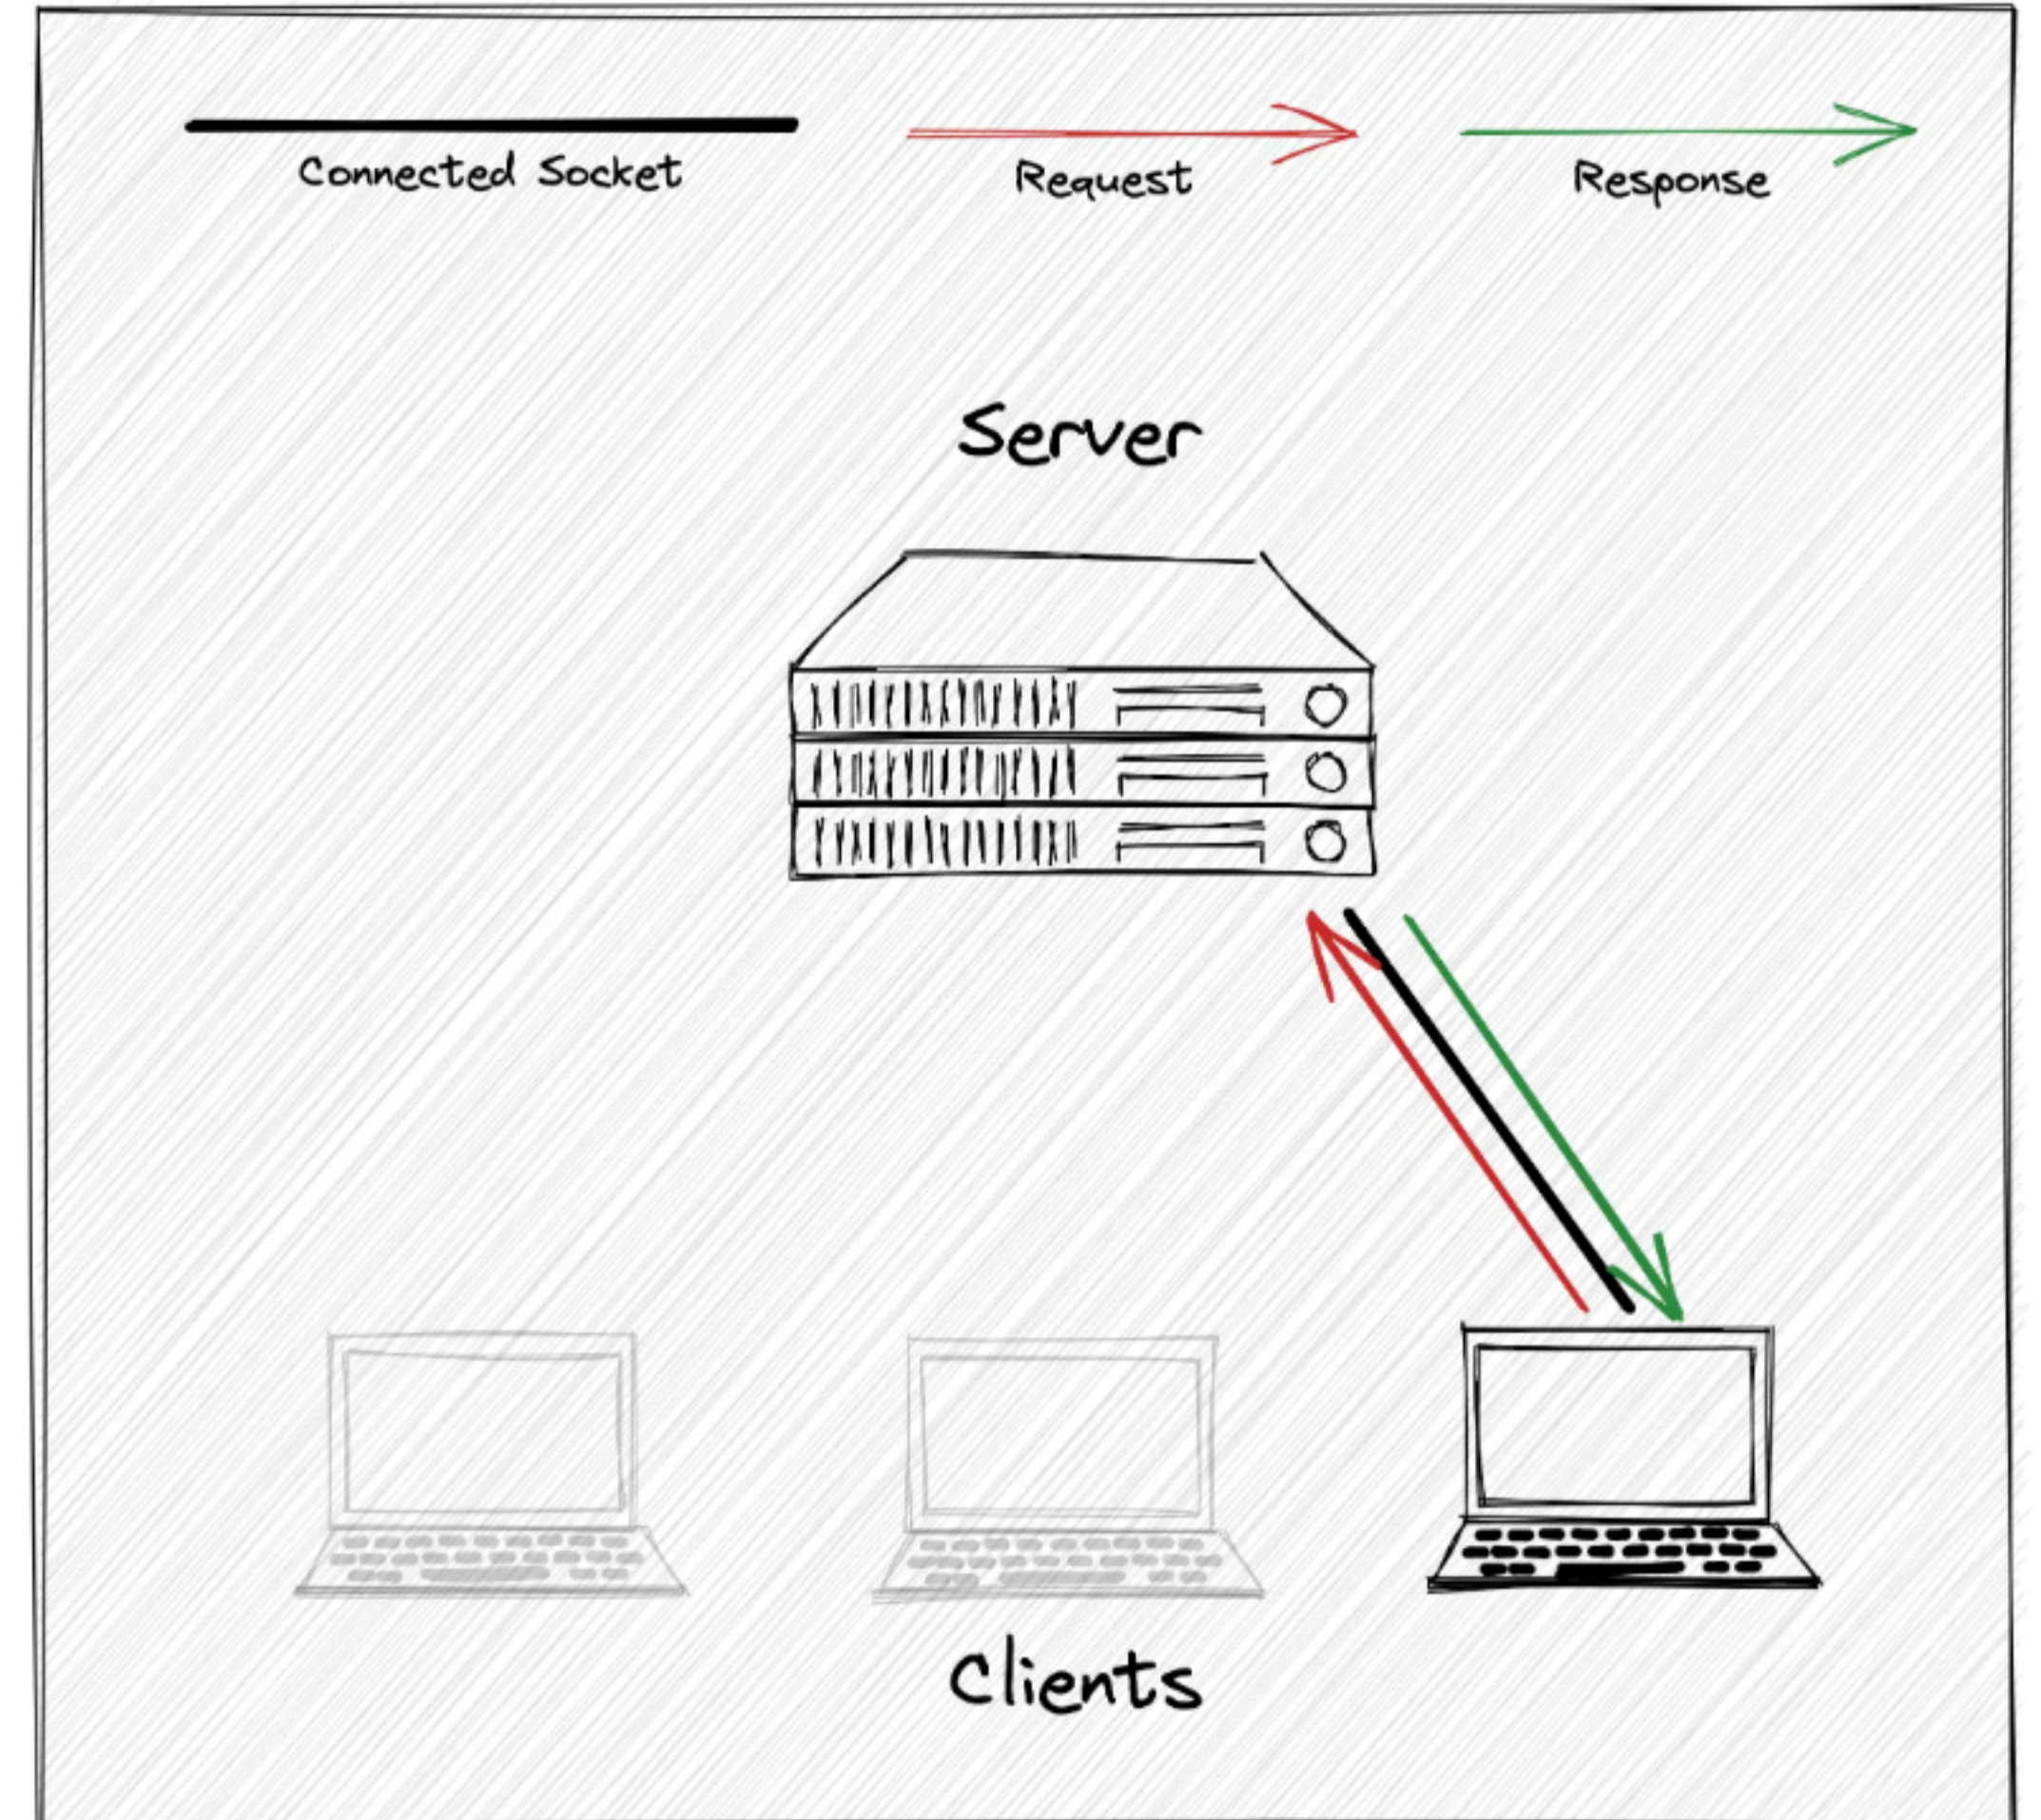 Connected Socket
Request
Response
Server
Clients